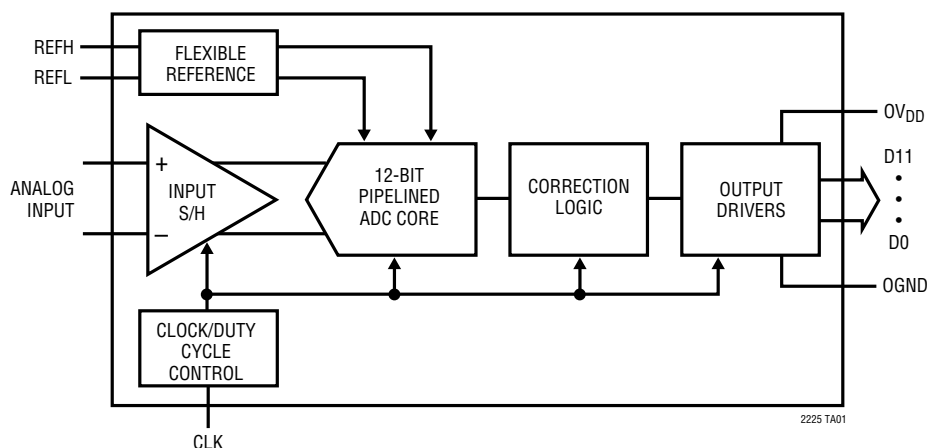 REFH
REFL
FLEXIBLE
REFERENCE
OVDD
ANALOG
INPUT
+
−
INPUT
S/H
12-BIT
PIPELINED
ADC CORE
CORRECTION
LOGIC
OUTPUT
DRIVERS
D11
•
•
•
D0
OGND
CLOCK/DUTY
CYCLE
CONTROL
CLK
2225 TA01